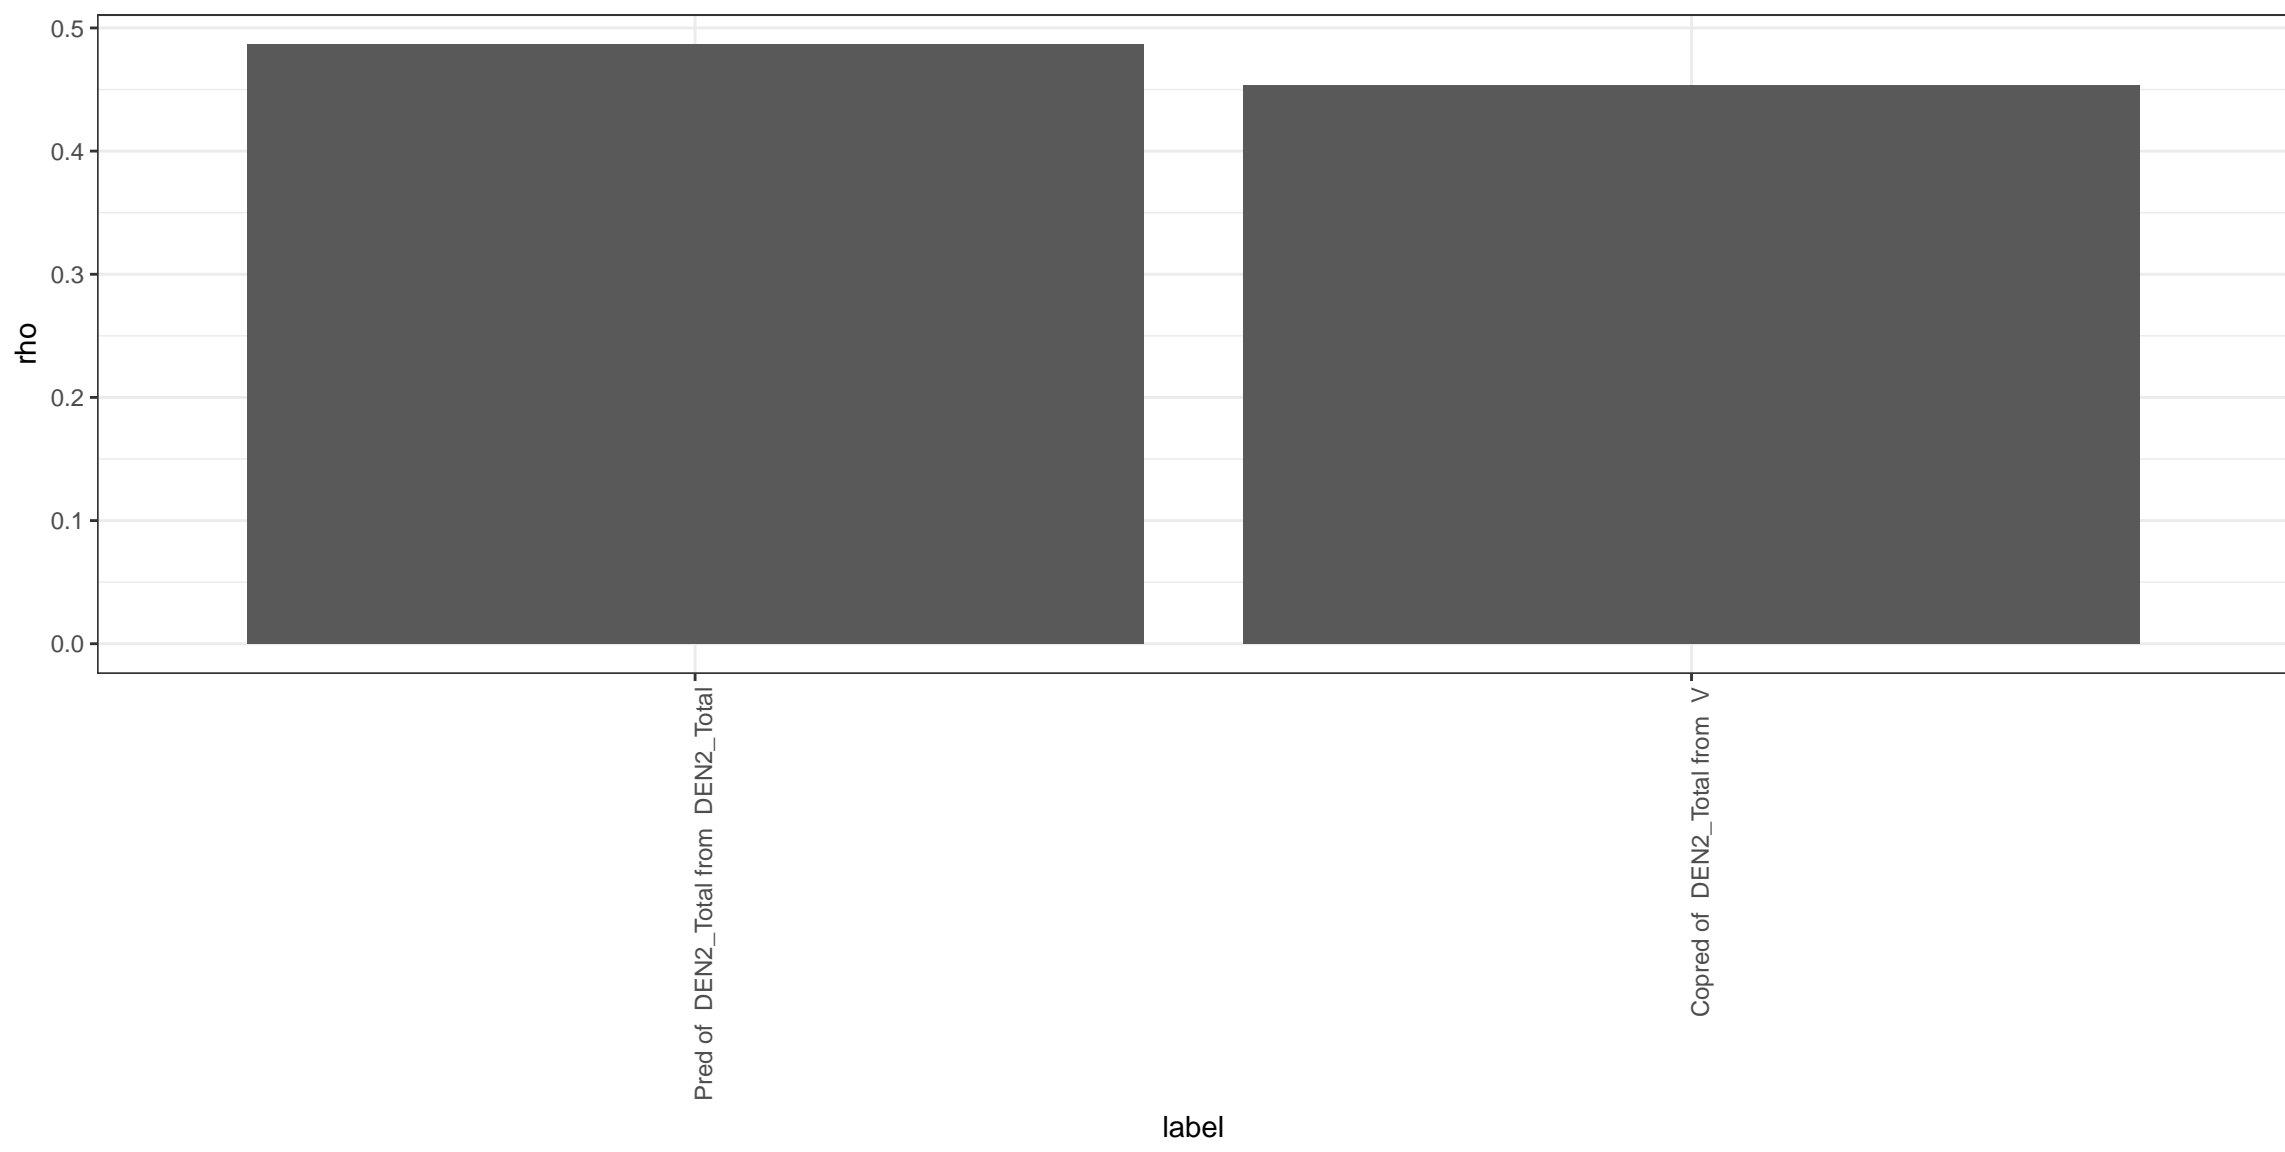 0.5
0.4
0.3
0.2
0.1
0.0
rho
Pred of  DEN2_Total from  DEN2_Total
Copred of  DEN2_Total from  V
label